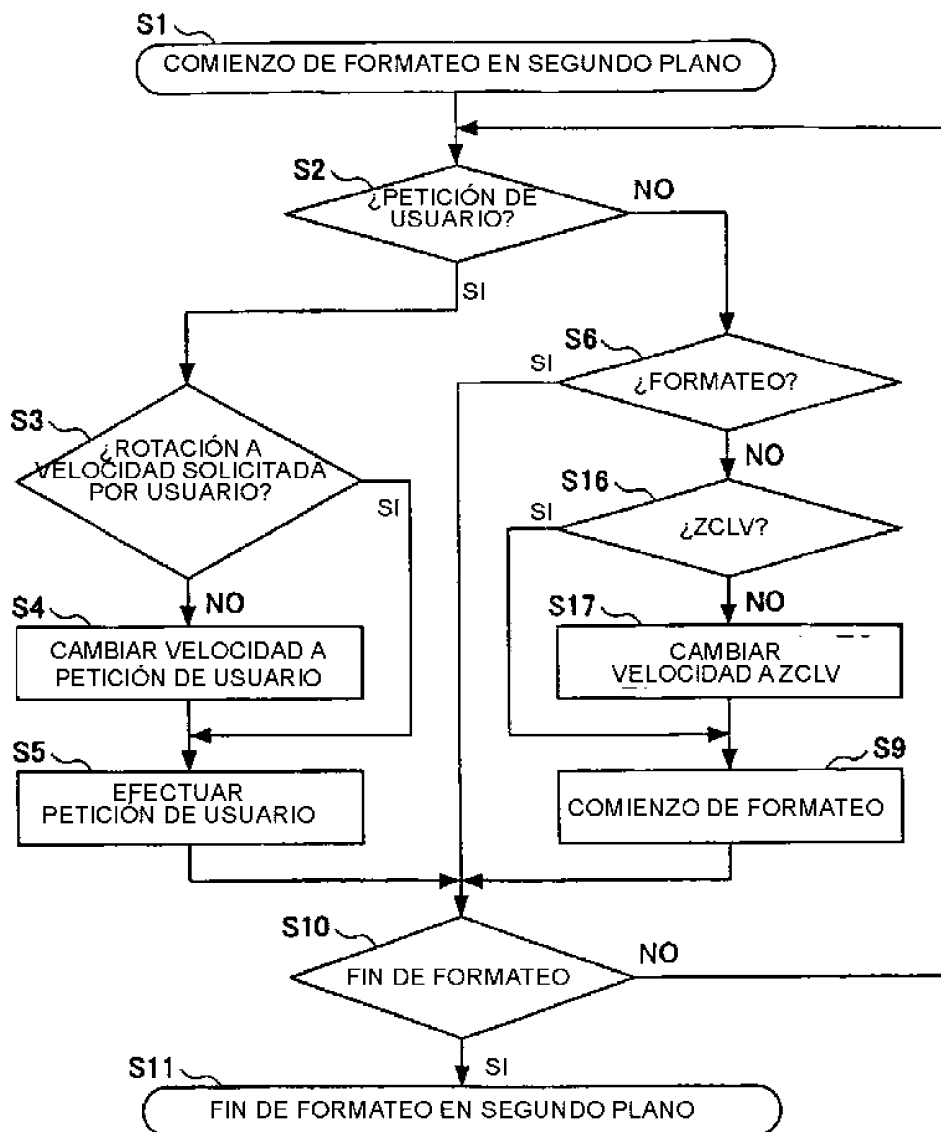 S1
COMIENZO DE FORMATEO EN SEGUNDO PLANO
S2
¿PETICIÓN DE
USUARIO?
NO
SI
S6
SI
¿FORMATEO?
NO
S3
¿ROTACIÓN A
VELOCIDAD SOLICITADA
POR USUARIO?
SI
NO
S16
SI
¿ZCLV?
NO
S4
CAMBIAR VELOCIDAD A
PETICIÓN DE USUARIO
S17
CAMBIAR
VELOCIDAD A ZCLV
S5
EFECTUAR
PETICIÓN DE USUARIO
S9
COMIENZO DE FORMATEO
S10
FIN DE FORMATEO
NO
SI
S11
FIN DE FORMATEO EN SEGUNDO PLANO